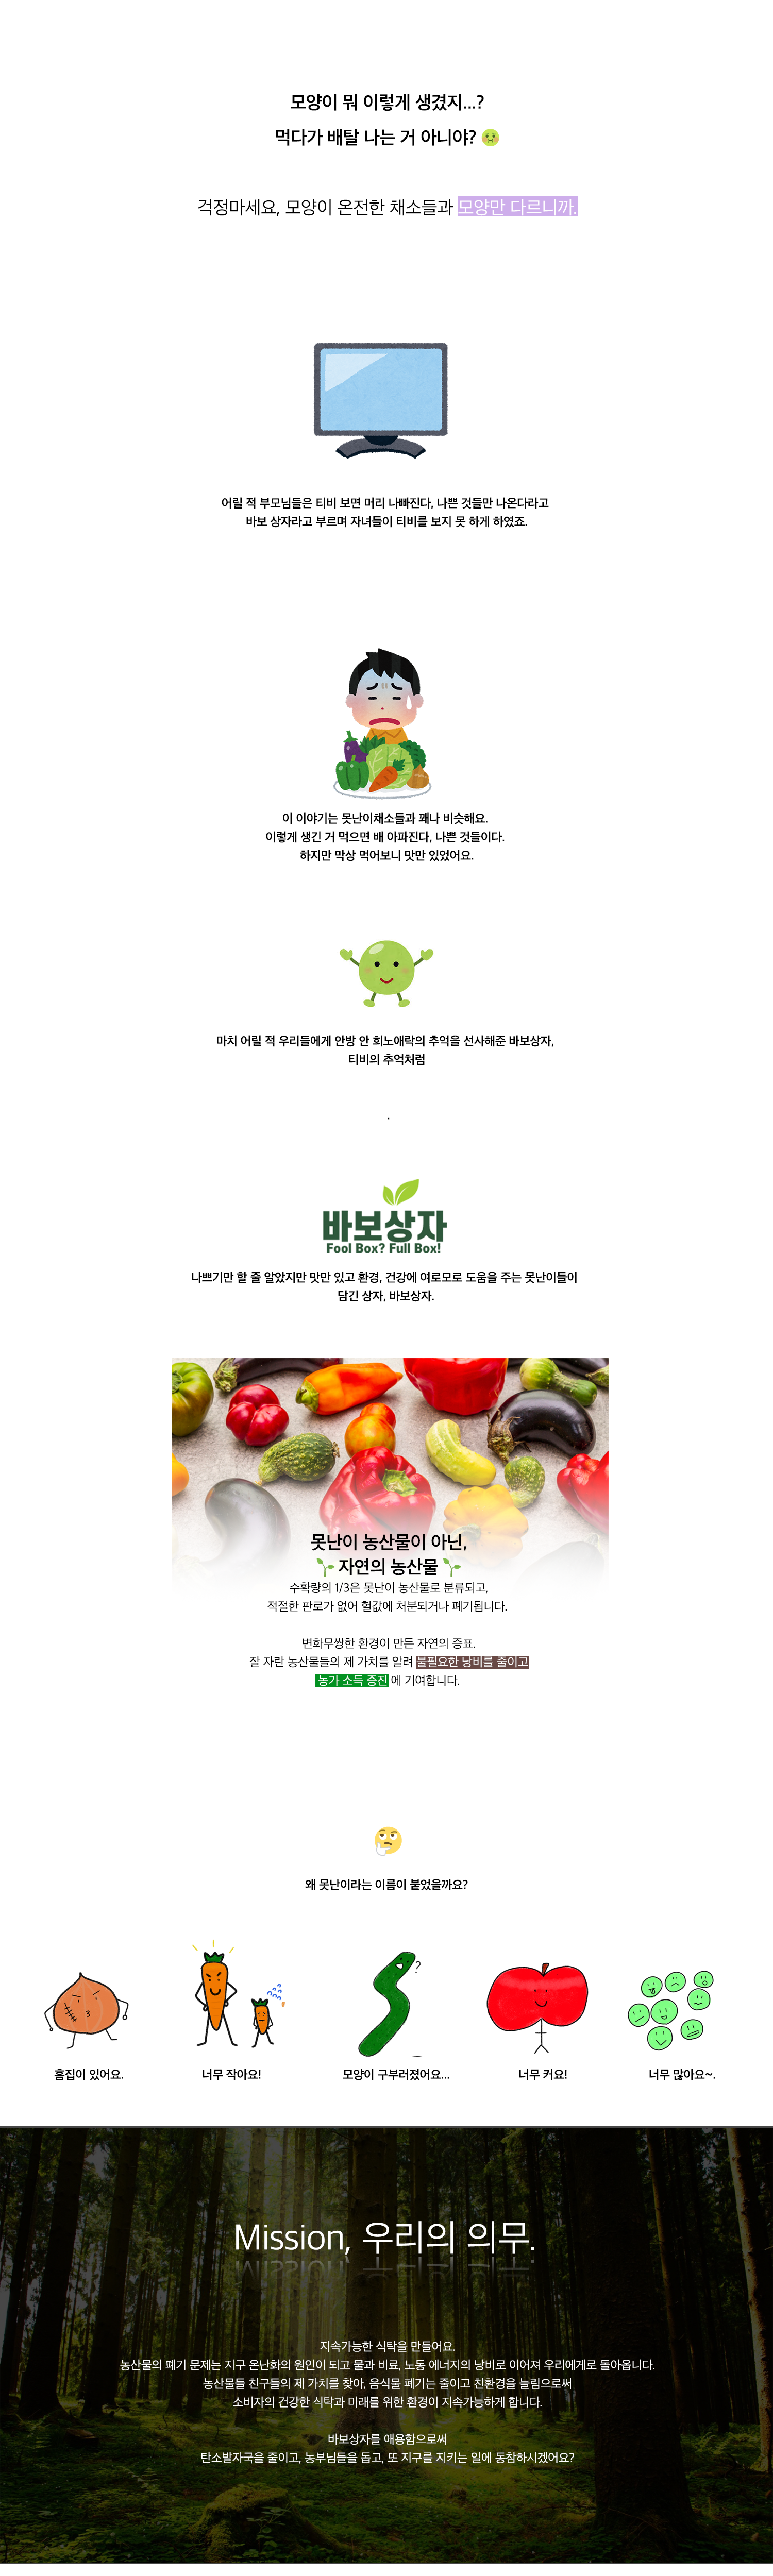 모양이 뭐 이렇게 생겼지...?
먹다가 배탈 나는 거 아니야?
걱정마세요, 모양이 온전한 채소들과 모양만 다르니까.
어릴 적 부모님들은 티비 보면 머리 나빠진다, 나쁜 것들만 나온다라고
바보 상자라고 부르며 자녀들이 티비를 보지 못 하게 하였죠.
이 이야기는 못난이채소들과 꽤나 비슷해요.
이렇게 생긴 거 먹으면 배 아파진다, 나쁜 것들이다.
하지만 막상 먹어보니 맛만 있었어요.
마치 어릴 적 우리들에게 안방 안 희노애락의 추억을 선사해준 바보상자,
티비의 추억처럼
.
바보상자
Fool Box? Full Box!
나쁘기만 할 줄 알았지만 맛만 있고 환경, 건강에 여로모로 도움을 주는 못난이들이
담긴 상자, 바보상자.
못난이 농산물이 아닌,
자연의 농산물
수확량의 1/3은 못난이 농산물로 분류되고,
적절한 판로가 없어 헐값에 처분되거나 폐기됩니다.
변화무쌍한 환경이 만든 자연의 증표.
잘 자란 농산물들의 제 가치를 알려 불필요한 낭비를 줄이고
농가 소득 증진 에 기여합니다.
왜 못난이라는 이름이 붙었을까요?
?
흠집이 있어요.
너무 작아요!
모양이 구부러졌어요...
너무 커요!
너무 많아요~.
Mission, 우리의 의무.
지속가능한 식탁을 만들어요.
농산물의 폐기 문제는 지구 온난화의 원인이 되고 물과 비료, 노동 에너지의 낭비로 이어져 우리에게로 돌아옵니다.
농산물들 친구들의 제 가치를 찾아, 음식물 폐기는 줄이고 친환경을 늘림으로써
소비자의 건강한 식탁과 미래를 위한 환경이 지속가능하게 합니다.
바보상자를 애용함으로써
탄소발자국을 줄이고, 농부님들을 돕고, 또 지구를 지키는 일에 동참하시겠어요?